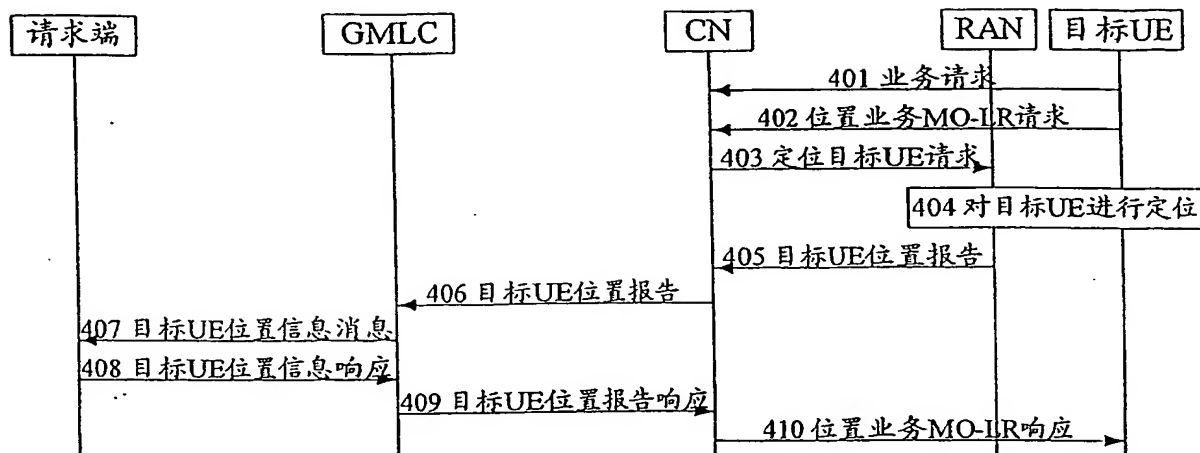 请求端
GMLC
CN
RAN
目标UE
401 业务请求
402 位置业务MO-LR请求
403 定位目标UE请求
404 对目标UE进行定位
405 目标UE位置报告
406 目标UE位置报告
407 目标UE位置信息消息
408 目标UE位置信息响应
409 目标UE位置报告响应
410 位置业务MO-LR响应